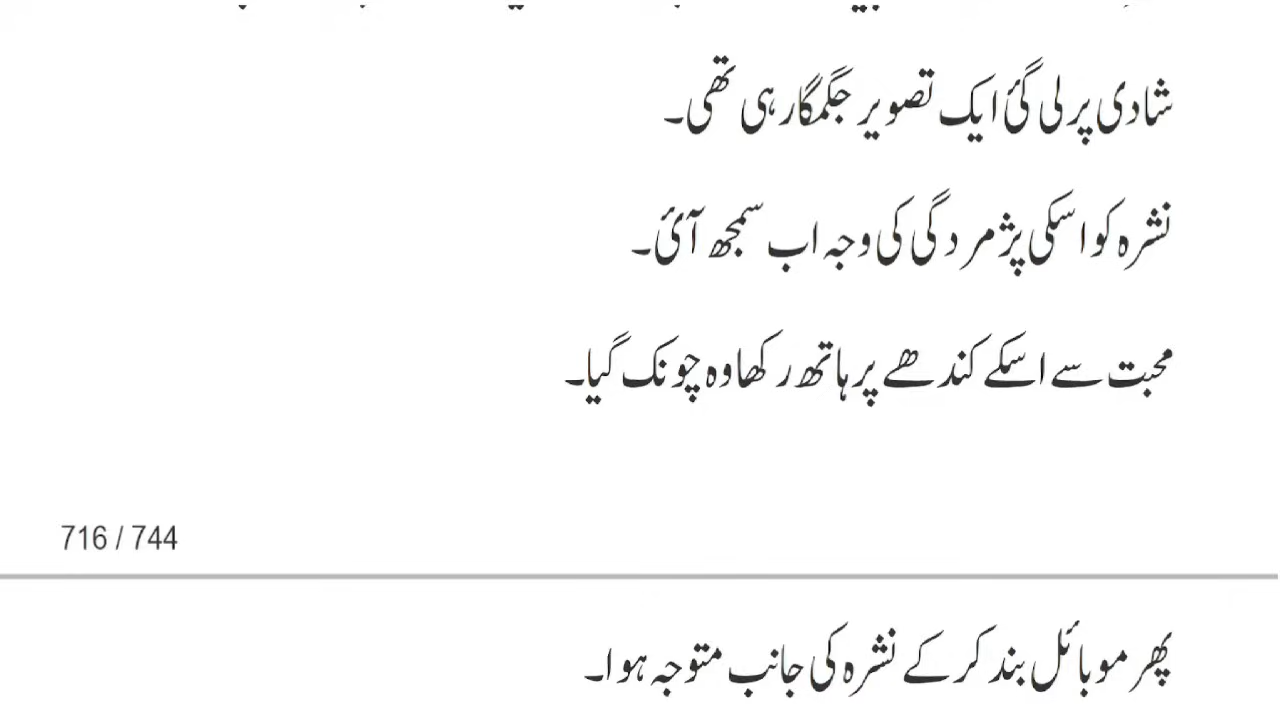 شادی پر لی گئ ایک تصویر جگمگا رہی تھی۔
نشرہ کو اسکی پژمردگی کی وجہ اب سمجھ آئ۔
محبت سے اسکے کندھے پر ہاتھ رکھا وہ چونک گیا۔
716 / 744
پھر موبائل بند کر کے نشرہ کی جانب متوجہ ہوا۔